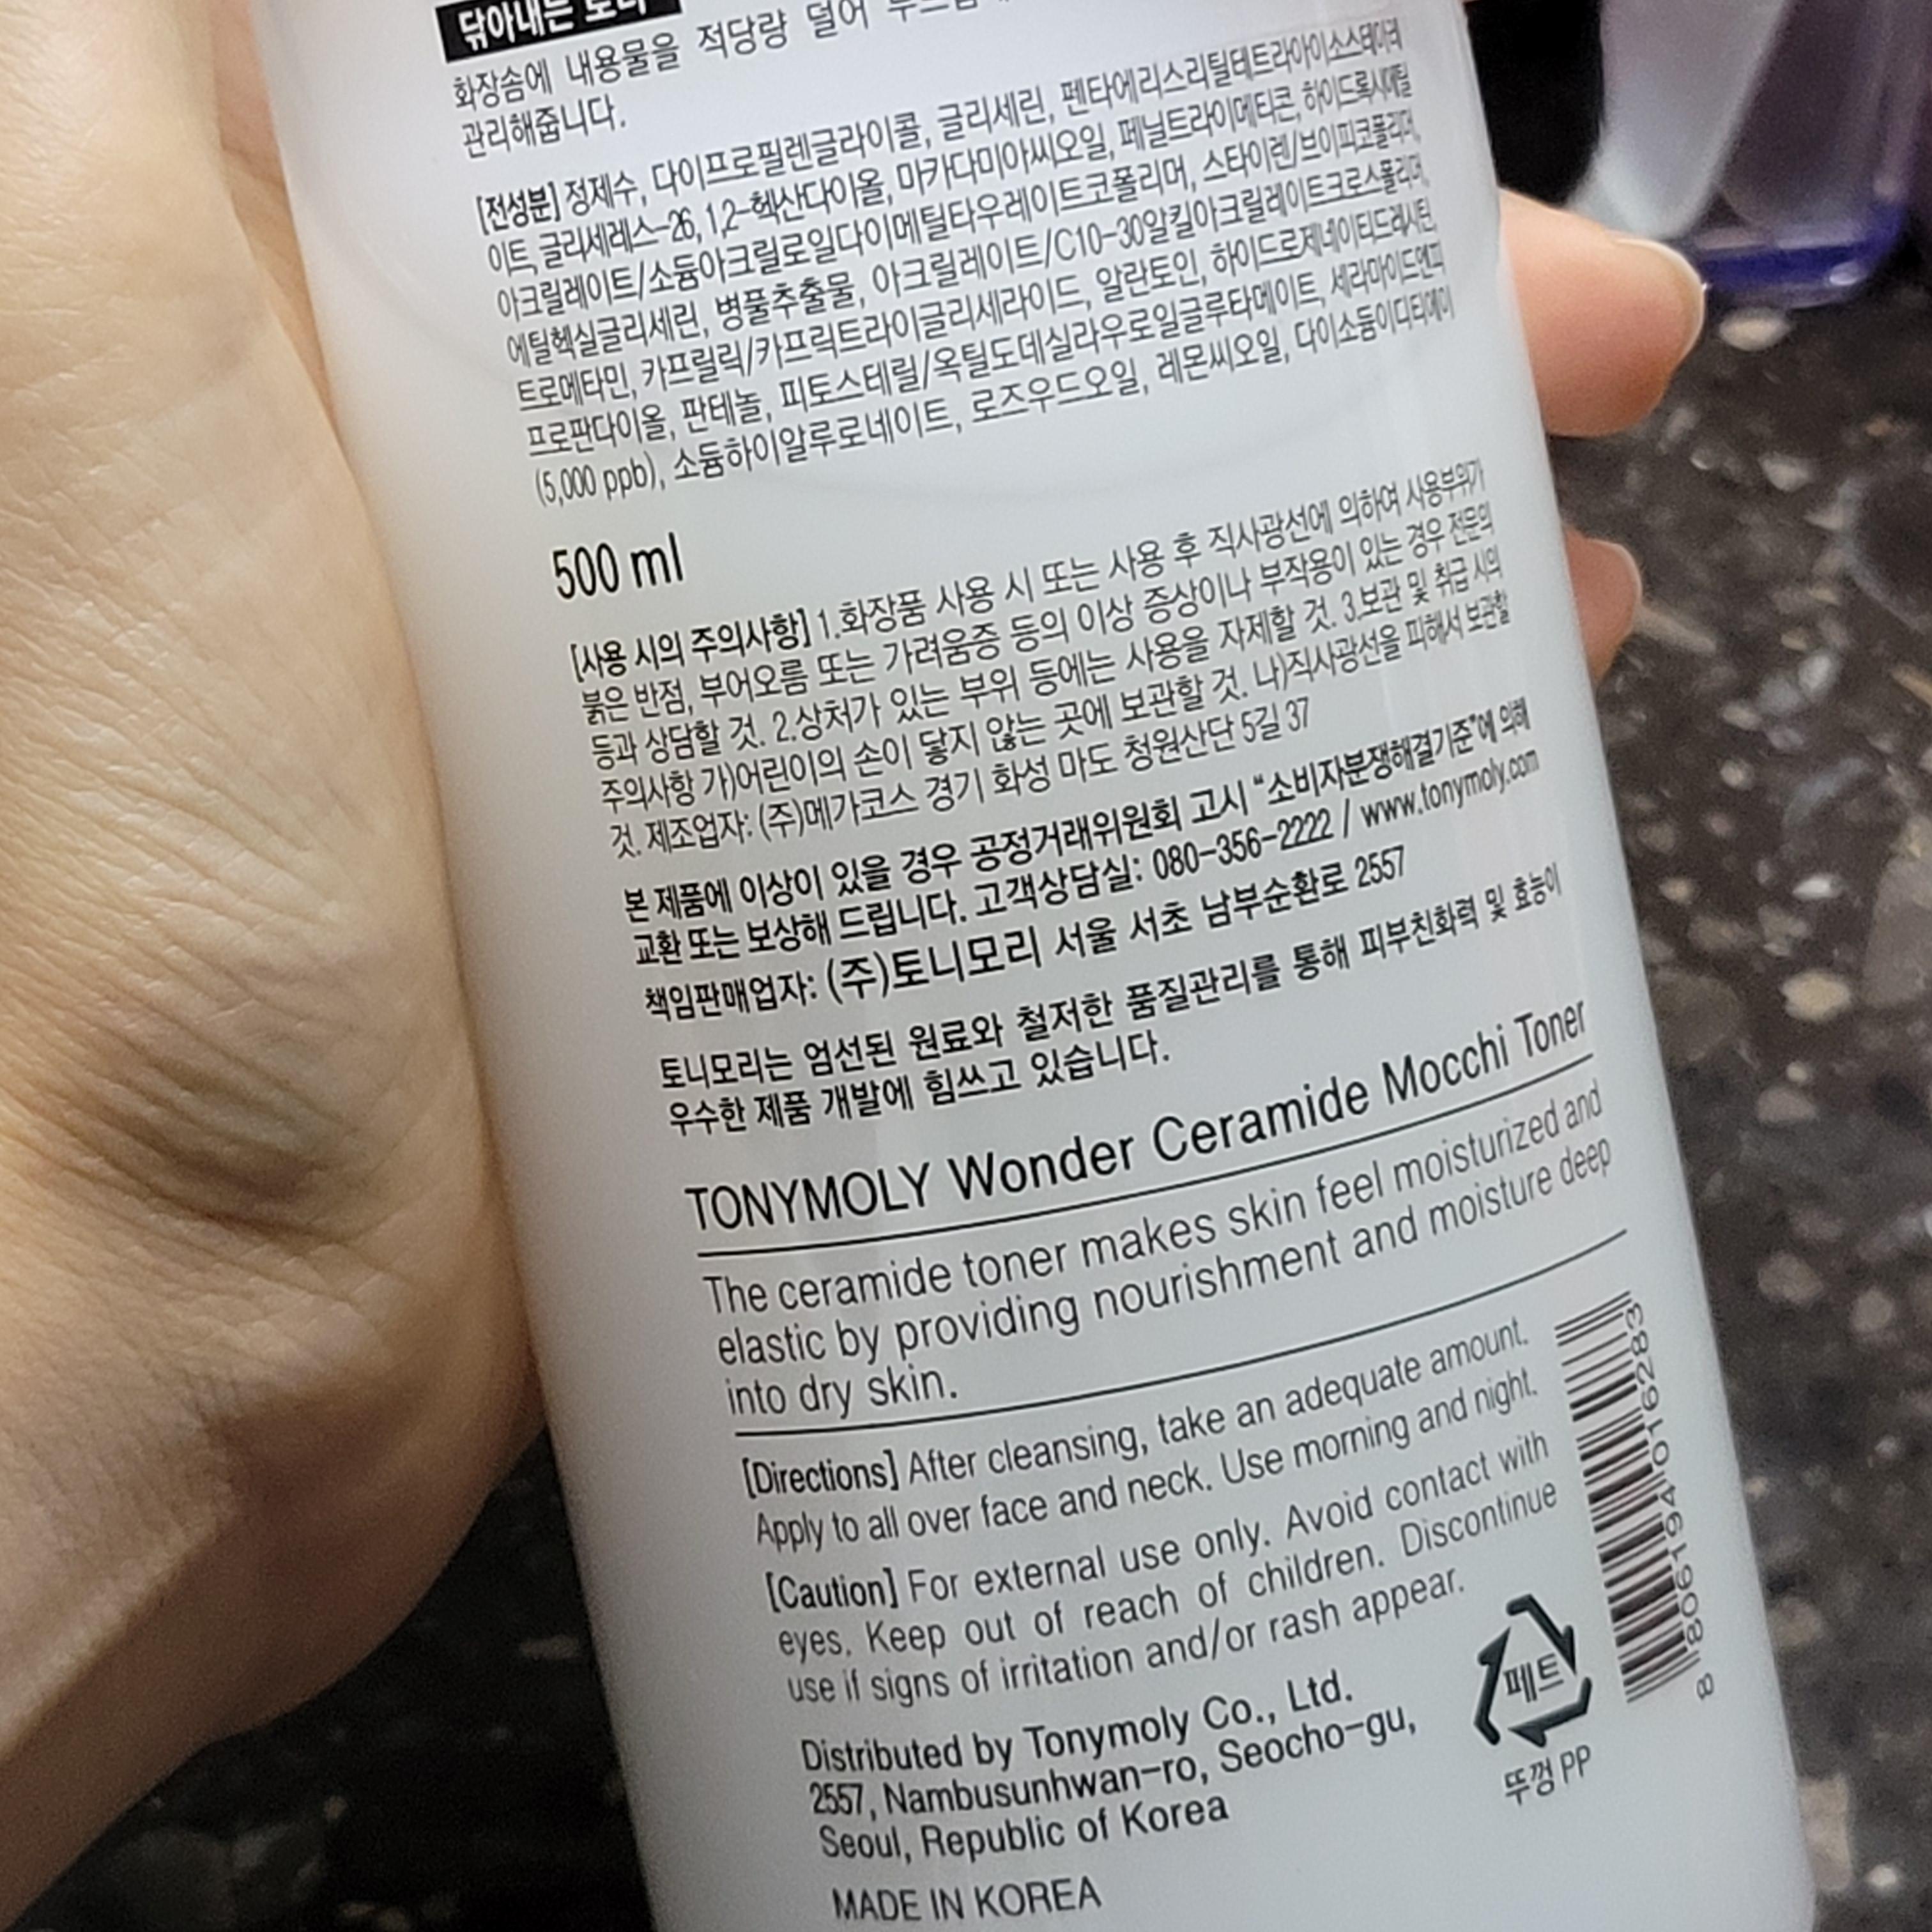 닦아내는 토너
화장솜에 내용물을 적당량 덜어
관리해줍니다.
[전성분] 정제수, 다이프로필렌글라이콜, 글리세린, 펜타에리스리틸테트라아이소스테아레
이트, 글리세레스-26, 1,2-헥산다이올, 마카다미아씨오일, 페닐트라이메티콘, 하이드록시에틸
아크릴레이트/소듐아크릴로일다이메틸타우레이트코폴리머, 스타이렌/브이피코폴리머,
에틸헥실글리세린, 병풀추출물, 아크릴레이트/C10-30알킬아크릴레이트크로스폴리머,
트로메타민, 카프릴릭/카프릭트라이글리세라이드, 알란토인, 하이드로제네이티드레시틴,
프로판다이올, 판테놀, 피토스테릴/옥틸도데실라우로일글루타메이트, 세라마이드엔피
(5,000 ppb), 소듐하이알루로네이트, 로즈우드오일, 레몬씨오일, 다이소듐이디티에이
500 ml
[사용 시의 주의사항] 1.화장품 사용 시 또는 사용 후 직사광선에 의하여 사용부위가
붉은 반점, 부어오름 또는 가려움증 등의 이상 증상이나 부작용이 있는 경우 전문의
등과 상담할 것. 2.상처가 있는 부위 등에는 사용을 자제할 것. 3.보관 및 취급 시의
주의사항 가)어린이의 손이 닿지 않는 곳에 보관할 것. 나)직사광선을 피해서 보관할
것. 제조업자: (주)메가코스 경기 화성 마도 청원산단 5길 37
본 제품에 이상이 있을 경우 공정거래위원회 고시 “소비자분쟁해결기준”에 의해
교환 또는 보상해 드립니다. 고객상담실: 080-356-2222 / www.tonymoly.com
책임판매업자: (주)토니모리 서울 서초 남부순환로 2557
토니모리는 엄선된 원료와 철저한 품질관리를 통해 피부친화력 및 효능이
우수한 제품 개발에 힘쓰고 있습니다.
TONYMOLY Wonder Ceramide Mocchi Toner
The ceramide toner makes skin feel moisturized and
elastic by providing nourishment and moisture deep
into dry skin.
[Directions] After cleansing, take an adequate amount.
Apply to all over face and neck. Use morning and night.
[Caution] For external use only. Avoid contact with
eyes. Keep out of reach of children. Discontinue
use if signs of irritation and/or rash appear.
Distributed by Tonymoly Co., Ltd.
2557, Nambusunhwan-ro, Seocho-gu,
Seoul, Republic of Korea
MADE IN KOREA
페트
뚜껑 PP
8 806194 016283